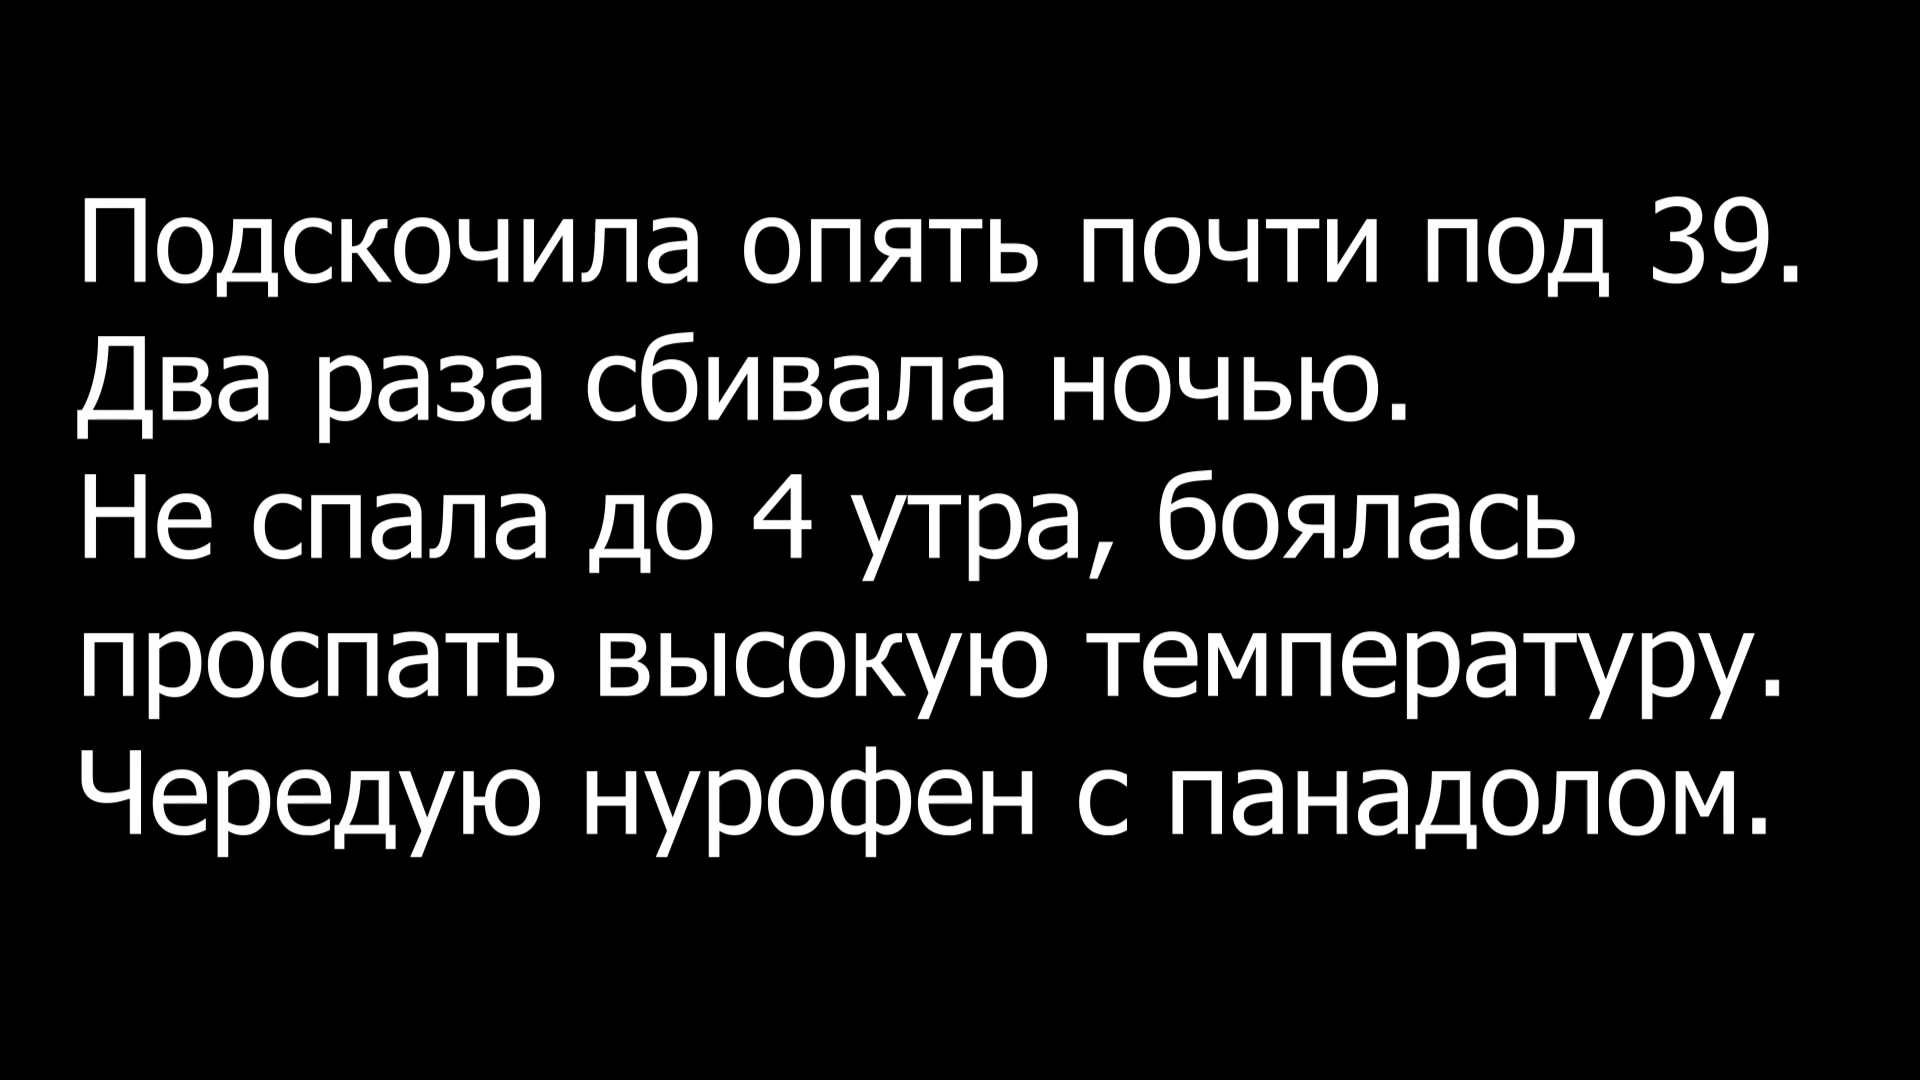 Подскочила опять почти под 39.
Два раза сбивала ночью.
Не спала до 4 утра, боялась
проспать высокую температуру.
Чередую нурофен с панадолом.